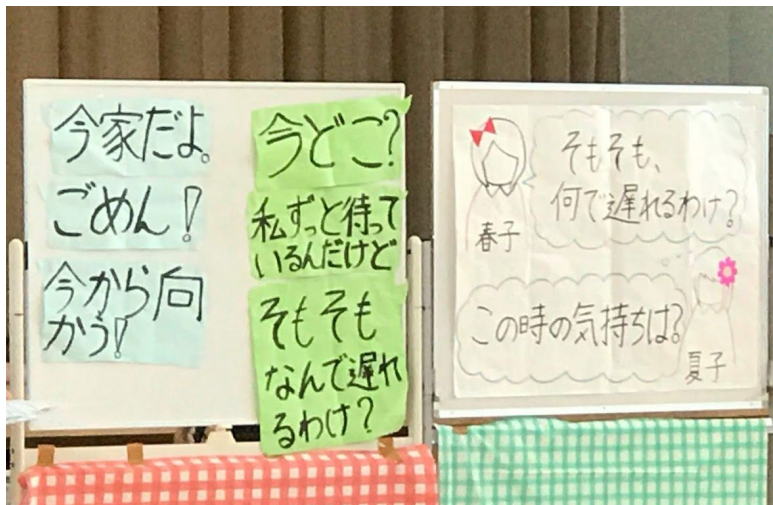 今家だよ。
ごめん!
今から向
かう!
今どこ?
私ずっと待って
いるんだけど
そもそも
なんで遅れ
るわけ?
そもそも、
何で遅れるわけ?
春子
この時の気持ちは?
夏子